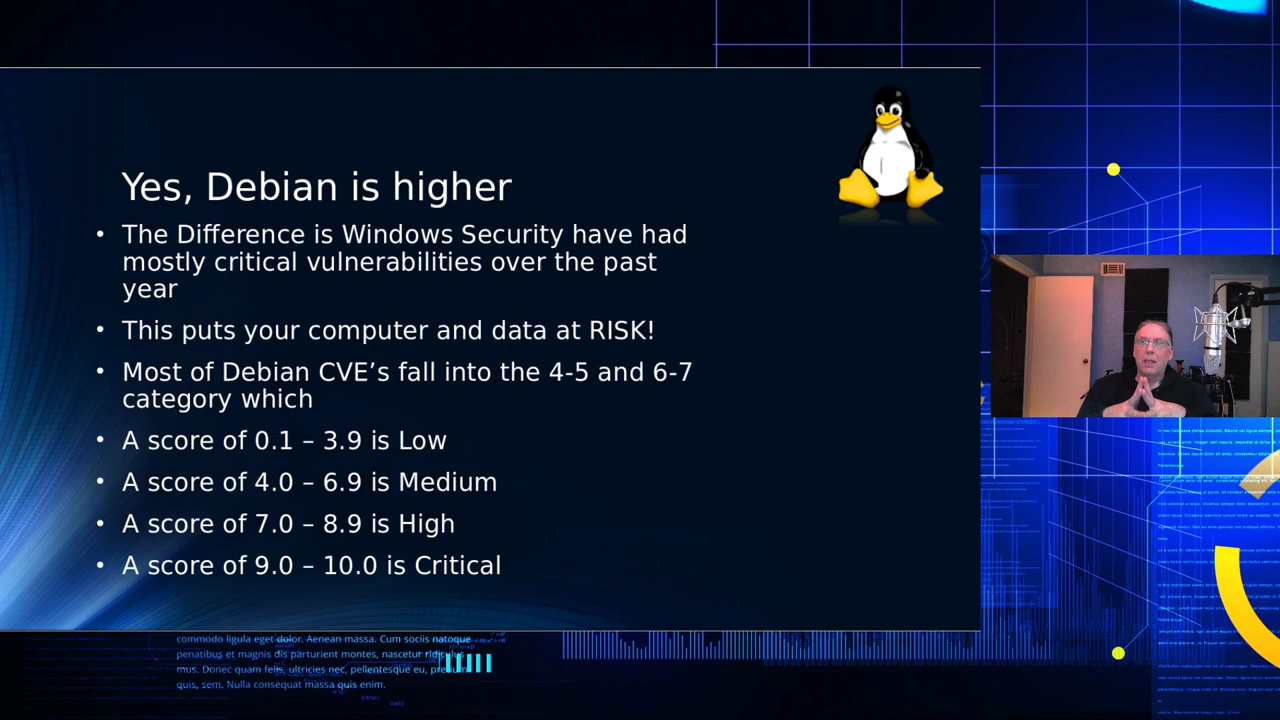 Yes, Debian is higher
• The Difference is Windows Security have had
mostly critical vulnerabilities over the past
year
• This puts your computer and data at RISK!
• Most of Debian CVE’s fall into the 4-5 and 6-7
category which
• A score of 0.1 – 3.9 is Low
• A score of 4.0 – 6.9 is Medium
• A score of 7.0 – 8.9 is High
• A score of 9.0 – 10.0 is Critical
commodo ligula eget dolor. Aenean massa. Cum sociis natoque
penatibus et magnis dis parturient montes, nascetur ridiculus
mus. Donec quam felis, ultricies nec, pellentesque eu, pretium
quis, sem. Nulla consequat massa quis enim.